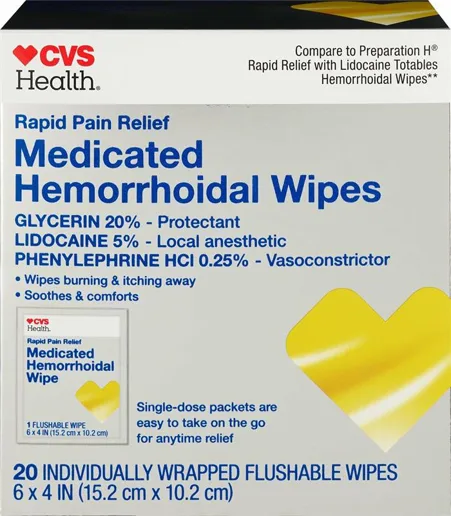 CVS
Health®
Compare to Preparation H®
Rapid Relief with Lidocaine Totables
Hemorrhoidal Wipes**
Rapid Pain Relief
Medicated
Hemorrhoidal Wipes
GLYCERIN 20% - Protectant
LIDOCAINE 5% - Local anesthetic
PHENYLEPHRINE HCl 0.25% - Vasoconstrictor
• Wipes burning & itching away
• Soothes & comforts
CVS
Health.
Rapid Pain Relief
Medicated
Hemorrhoidal
Wipe
1 FLUSHABLE WIPE
6 x 4 IN (15.2 cm x 10.2 cm)
Single-dose packets are
easy to take on the go
for anytime relief
20 INDIVIDUALLY WRAPPED FLUSHABLE WIPES
6 x 4 IN (15.2 cm x 10.2 cm)